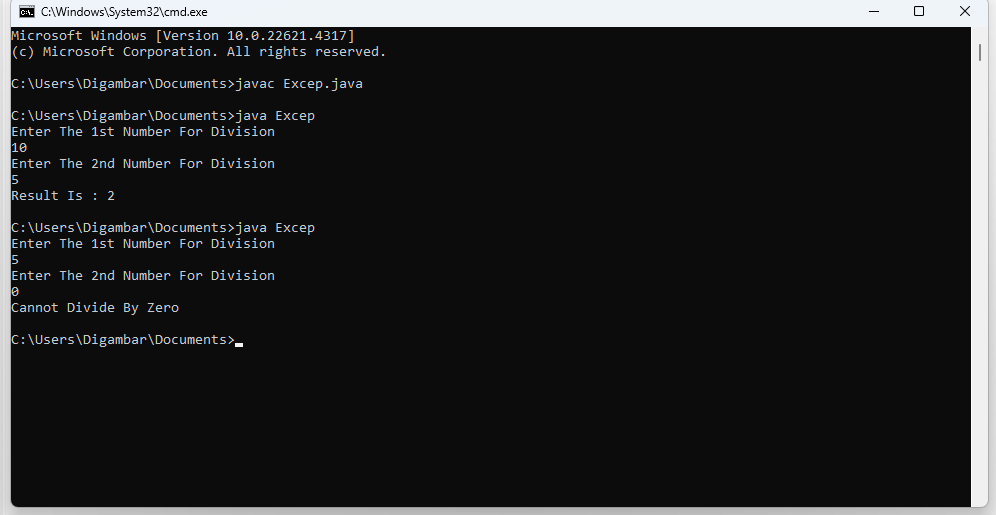 C:\Windows\System32\cmd.exe
Microsoft Windows [Version 10.0.22621.4317]
(c) Microsoft Corporation. All rights reserved.
C:\Users\Digambar\Documents>javac Excep.java
C:\Users\Digambar\Documents>java Excep
Enter The 1st Number For Division
10
Enter The 2nd Number For Division
5
Result Is : 2
C:\Users\Digambar\Documents>java Excep
Enter The 1st Number For Division
5
Enter The 2nd Number For Division
0
Cannot Divide By Zero
C:\Users\Digambar\Documents>